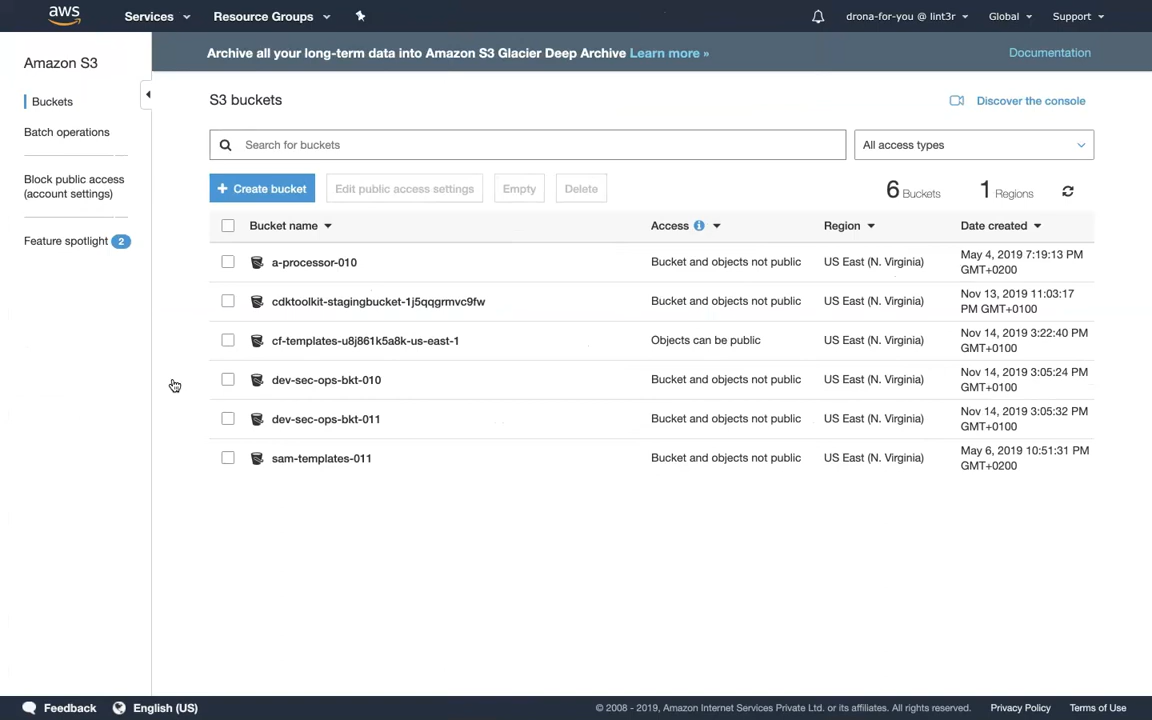 aws Services Resource Groups drona-for-you @ lint3r Global Support
Amazon S3
Buckets
Batch operations
Block public access
(account settings)
Feature spotlight 2
Archive all your long-term data into Amazon S3 Glacier Deep Archive Learn more » Documentation
S3 buckets Discover the console
Search for buckets All access types
+ Create bucket Edit public access settings Empty Delete 6 Buckets 1 Regions
Bucket name Access Region Date created
a-processor-010 Bucket and objects not public US East (N. Virginia) May 4, 2019 7:19:13 PM
GMT+0200
cdktoolkit-stagingbucket-1j5qqgrmvc9fw Bucket and objects not public US East (N. Virginia) Nov 13, 2019 11:03:17
PM GMT+0100
cf-templates-u8j861k5a8k-us-east-1 Objects can be public US East (N. Virginia) Nov 14, 2019 3:22:40 PM
GMT+0100
dev-sec-ops-bkt-010 Bucket and objects not public US East (N. Virginia) Nov 14, 2019 3:05:24 PM
GMT+0100
dev-sec-ops-bkt-011 Bucket and objects not public US East (N. Virginia) Nov 14, 2019 3:05:32 PM
GMT+0100
sam-templates-011 Bucket and objects not public US East (N. Virginia) May 6, 2019 10:51:31 PM
GMT+0200
Feedback English (US) © 2008 - 2019, Amazon Internet Services Private Ltd. or its affiliates. All rights reserved. Privacy Policy Terms of Use